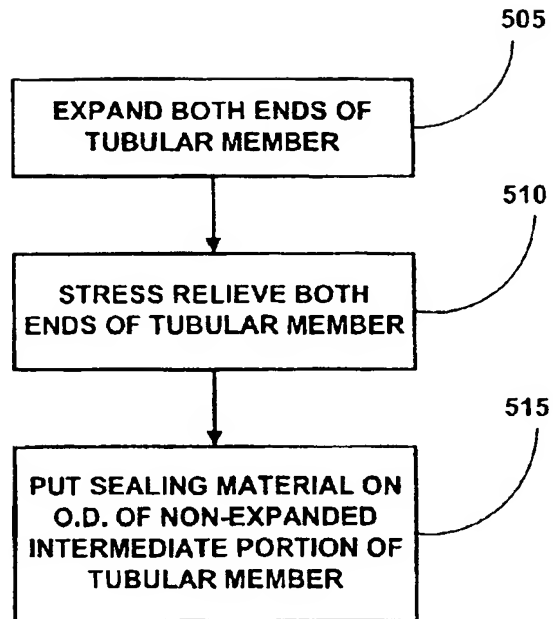 505
EXPAND BOTH ENDS OF
TUBULAR MEMBER
510
STRESS RELIEVE BOTH
ENDS OF TUBULAR MEMBER
515
PUT SEALING MATERIAL ON
O.D. OF NON-EXPANDED
INTERMEDIATE PORTION OF
TUBULAR MEMBER